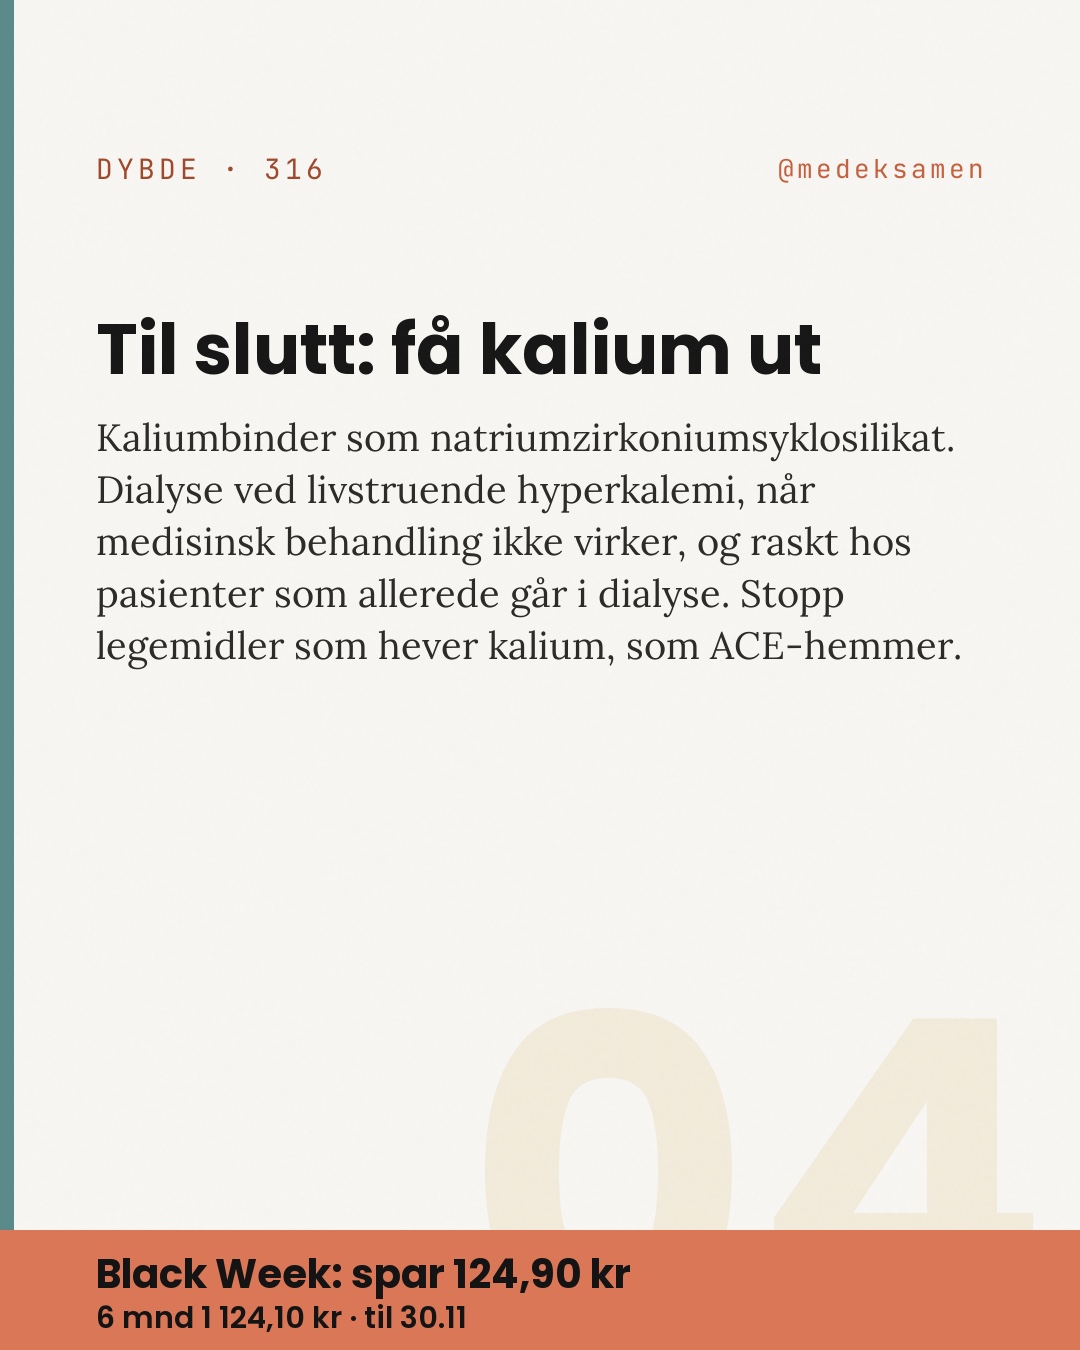 DYBDE · 316
@medeksamen
Til slutt: få kalium ut
Kaliumbinder som natriumzirkoniumsyklosilikat.
Dialyse ved livstruende hyperkalemi, når
medisinsk behandling ikke virker, og raskt hos
pasienter som allerede går i dialyse. Stopp
legemidler som hever kalium, som ACE-hemmer.
04
Black Week: spar 124,90 kr
6 mnd 1 124,10 kr · til 30.11